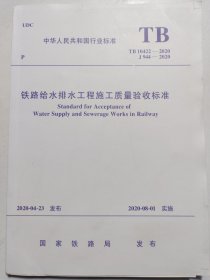 UDC
中华人民共和国行业标准
TB
P
TB 10422—2020
J 944—2020
铁路给水排水工程施工质量验收标准
Standard for Acceptance of
Water Supply and Sewerage Works in Railway
2020-04-23 发布
2020-08-01 实施
国家铁路局 发布